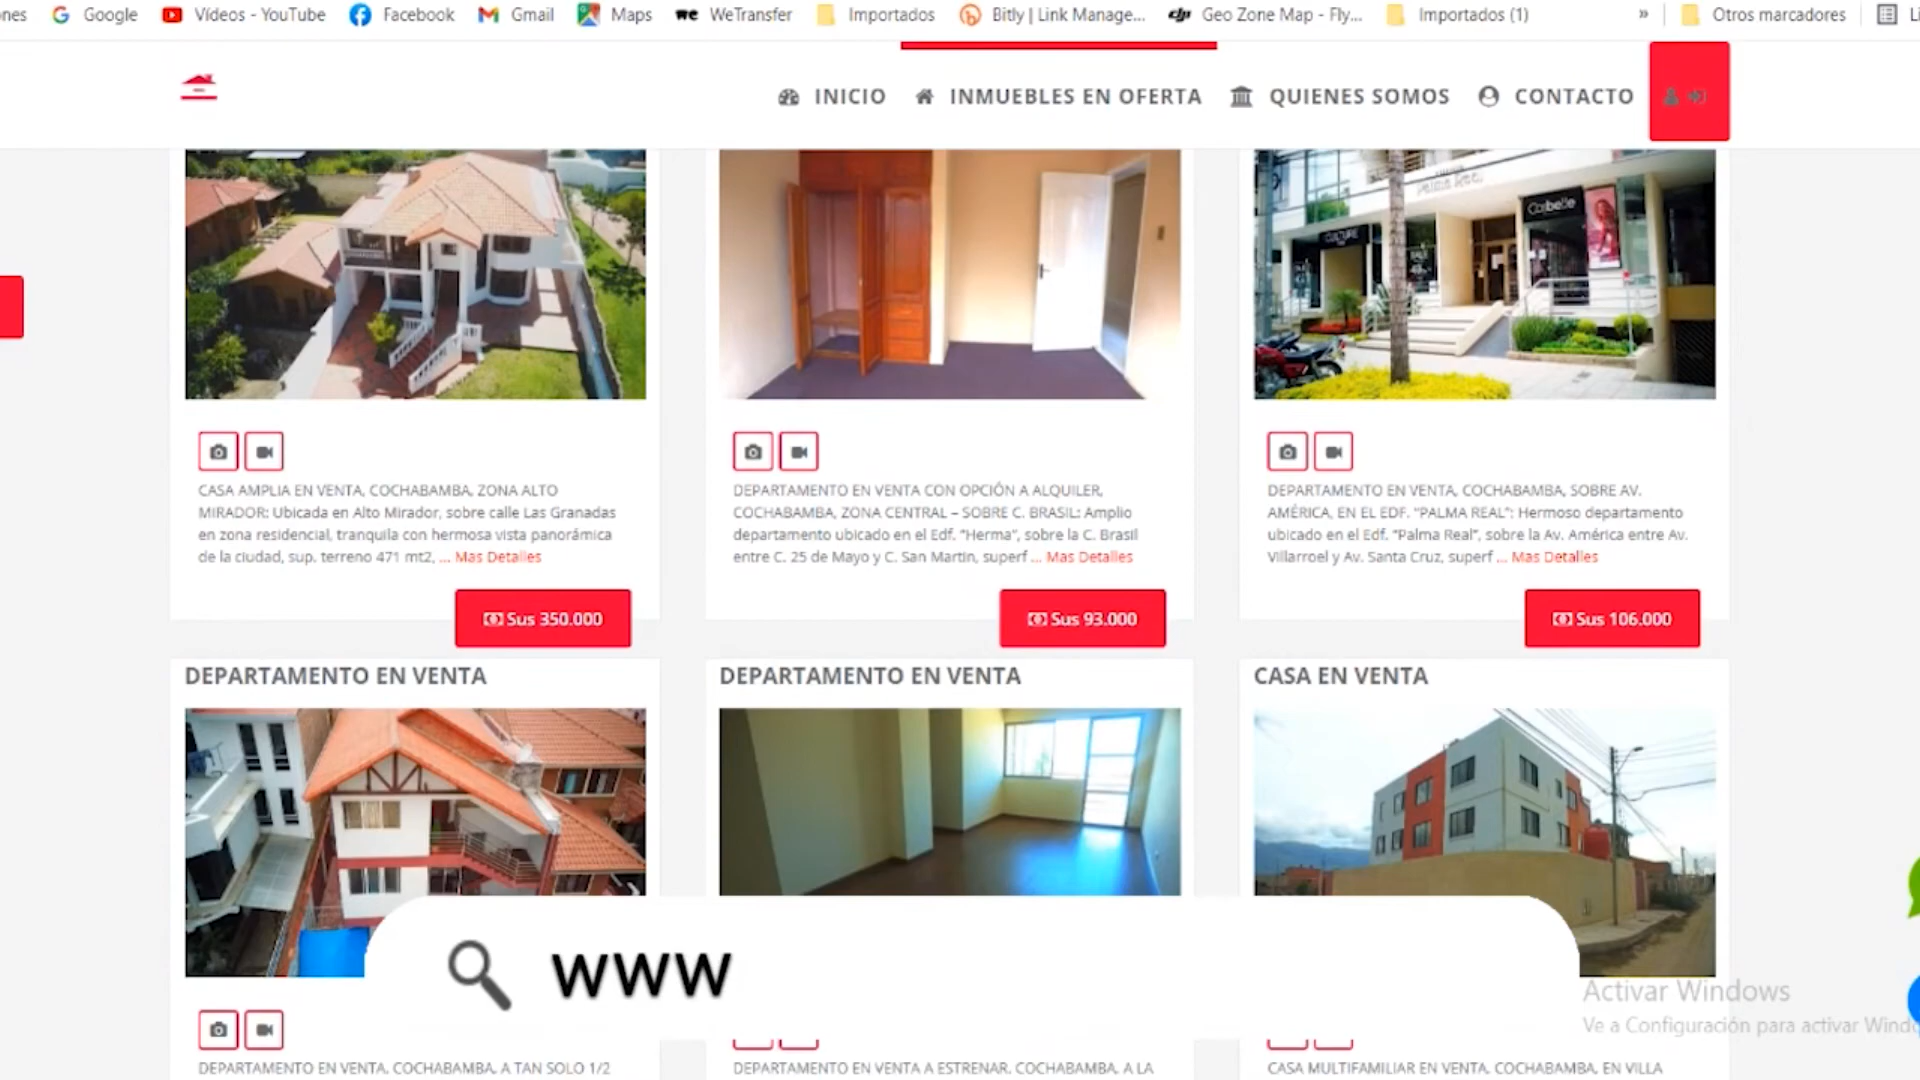 Google
Vídeos - YouTube
Facebook
Gmail
Maps
we WeTransfer
Importados
Bitly | Link Manage...
dji Geo Zone Map - Fly...
Importados (1)
»
Otros marcadores
INICIO
INMUEBLES EN OFERTA
QUIENES SOMOS
CONTACTO
Palma Real
CULTURE
CASA AMPLIA EN VENTA, COCHABAMBA, ZONA ALTO
MIRADOR: Ubicada en Alto Mirador, sobre calle Las Granadas
en zona residencial, tranquila con hermosa vista panorámica
de la ciudad, sup. terreno 471 mt2, ... Mas Detalles
Sus 350.000
DEPARTAMENTO EN VENTA CON OPCIÓN A ALQUILER,
COCHABAMBA, ZONA CENTRAL – SOBRE C. BRASIL: Amplio
departamento ubicado en el Edf. "Herma", sobre la C. Brasil
entre C. 25 de Mayo y C. San Martin, superf ... Mas Detalles
Sus 93.000
DEPARTAMENTO EN VENTA, COCHABAMBA, SOBRE AV.
AMÉRICA, EN EL EDF. "PALMA REAL": Hermoso departamento
ubicado en el Edf. "Palma Real", sobre la Av. América entre Av.
Villarroel y Av. Santa Cruz, superf ... Mas Detalles
Sus 106.000
DEPARTAMENTO EN VENTA
DEPARTAMENTO EN VENTA
CASA EN VENTA
www
Activar Windows
Ve a Configuración para activar Windo
DEPARTAMENTO EN VENTA, COCHABAMBA, A TAN SOLO 1/2
DEPARTAMENTO EN VENTA A ESTRENAR, COCHABAMBA, A LA
CASA MULTIFAMILIAR EN VENTA, COCHABAMBA, EN VILLA